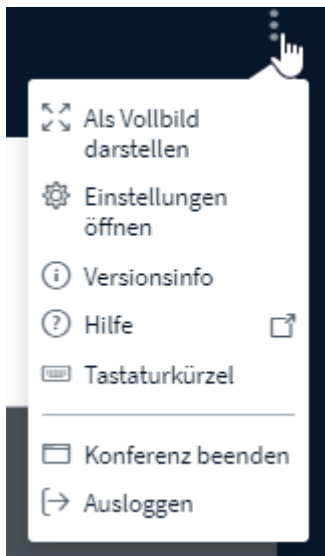 Als Vollbild
darstellen
Einstellungen
öffnen
Versionsinfo
Hilfe
Tastaturkürzel
Konferenz beenden
Ausloggen